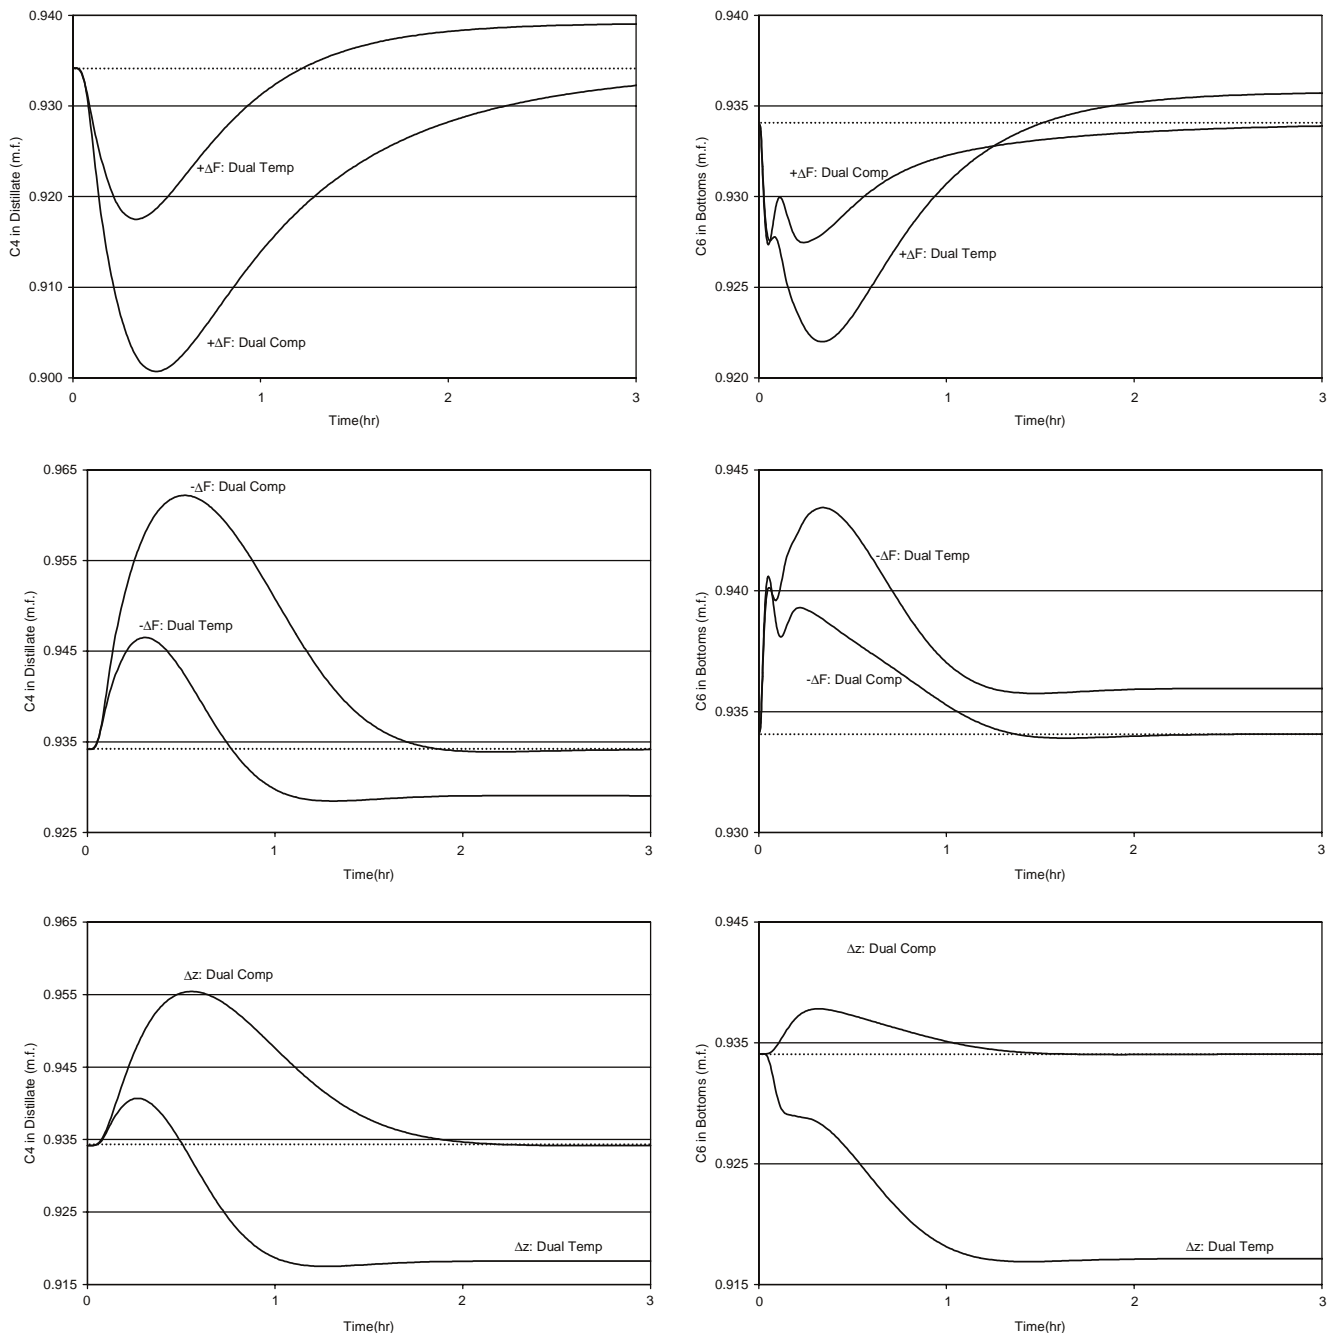 0.940
0.930
0.920
0.910
0.900
C4 in Distillate (m.f.)
+ΔF: Dual Temp
+ΔF: Dual Comp
0
1
2
3
Time(hr)
0.940
0.935
0.930
0.925
0.920
C6 in Bottoms (m.f.)
+ΔF: Dual Comp
+ΔF: Dual Temp
0
1
2
3
Time(hr)
0.965
0.955
0.945
0.935
0.925
C4 in Distillate (m.f.)
-ΔF: Dual Comp
-ΔF: Dual Temp
0
1
2
3
Time(hr)
0.945
0.940
0.935
0.930
C6 in Bottoms (m.f.)
-ΔF: Dual Temp
-ΔF: Dual Comp
0
1
2
3
Time(hr)
0.965
0.955
0.945
0.935
0.925
0.915
C4 in Distillate (m.f.)
Δz: Dual Comp
Δz: Dual Temp
0
1
2
3
Time(hr)
0.945
0.935
0.925
0.915
C6 in Bottoms (m.f.)
Δz: Dual Comp
Δz: Dual Temp
0
1
2
3
Time(hr)